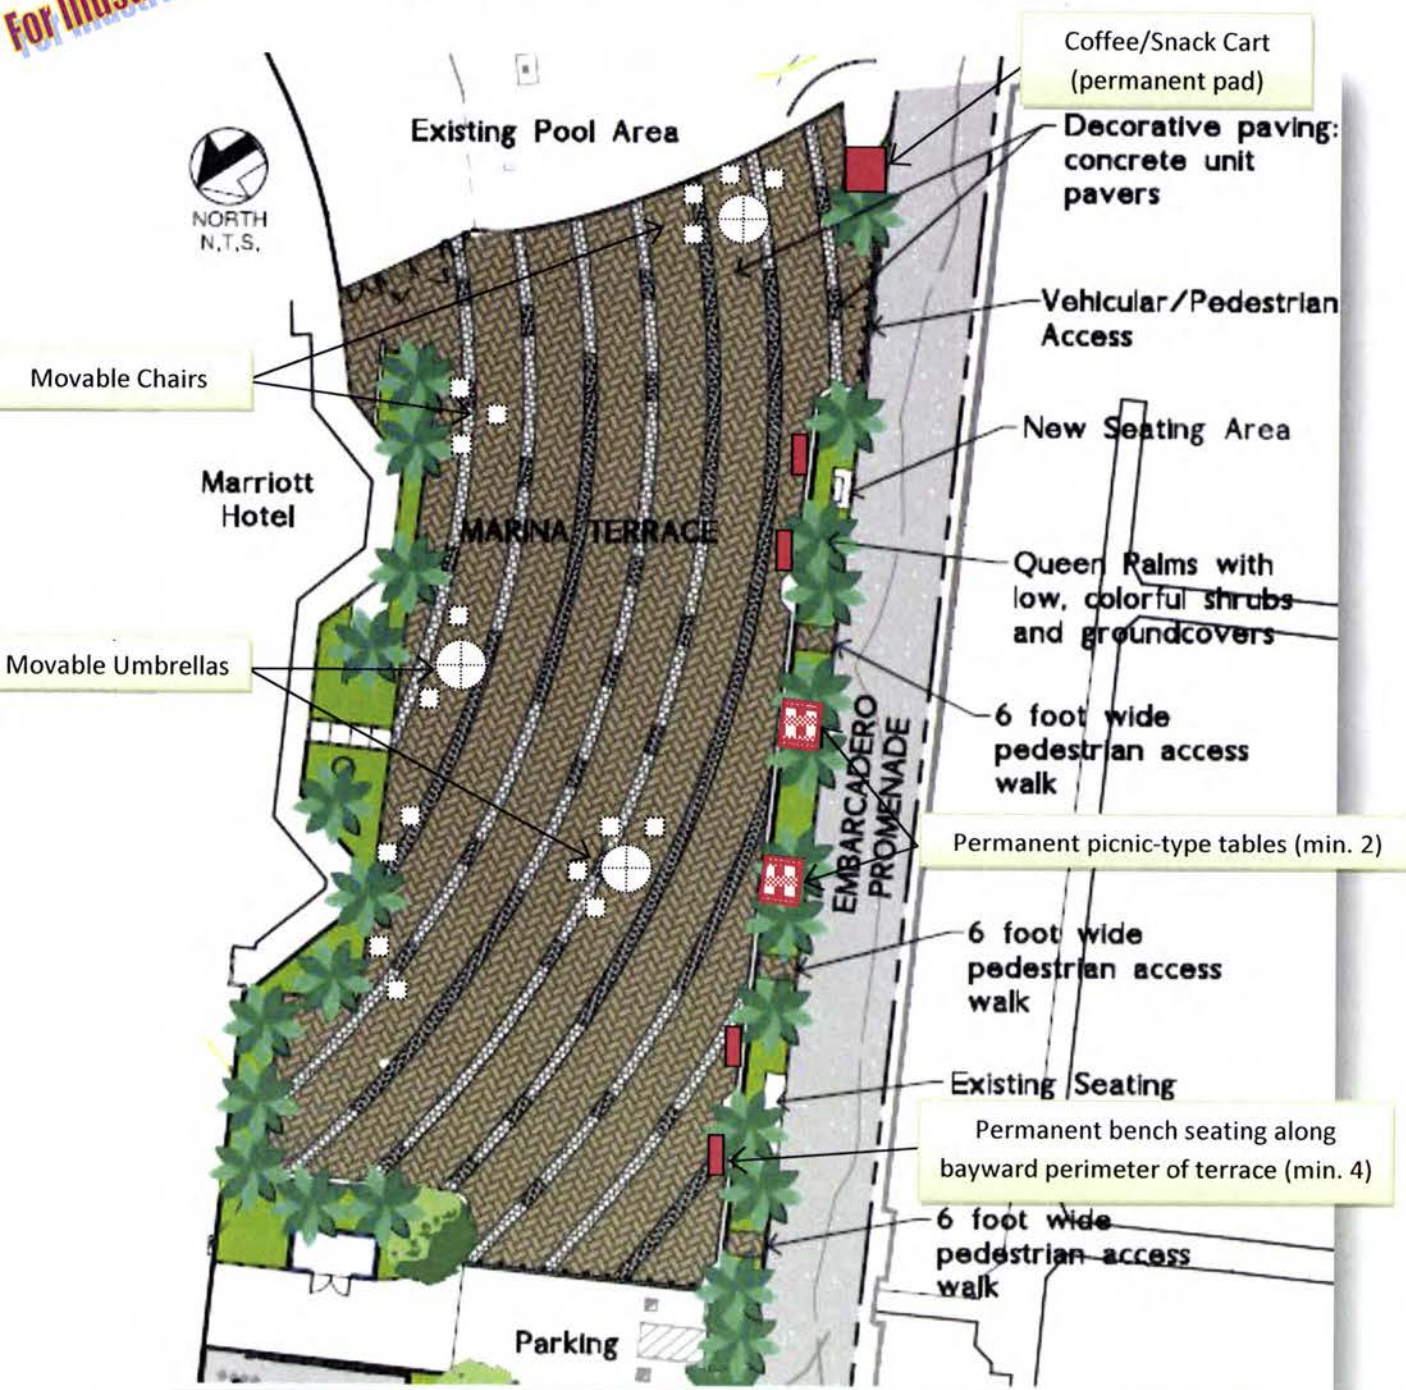 For
Coffee/Snack Cart
(permanent pad)
Existing Pool Area
Decorative paving:
concrete unit
pavers
NORTH
N.T.S.
Vehicular/Pedestrian
Access
Movable Chairs
New Seating Area
Marriott
Hotel
MARINA TERRACE
Queen Palms with
low, colorful shrubs
and groundcovers
Movable Umbrellas
6 foot wide
pedestrian access
walk
EMBARCADERO
PROMENADE
Permanent picnic-type tables (min. 2)
6 foot wide
pedestrian access
walk
Existing Seating
Permanent bench seating along
bayward perimeter of terrace (min. 4)
6 foot wide
pedestrian access
walk
Parking